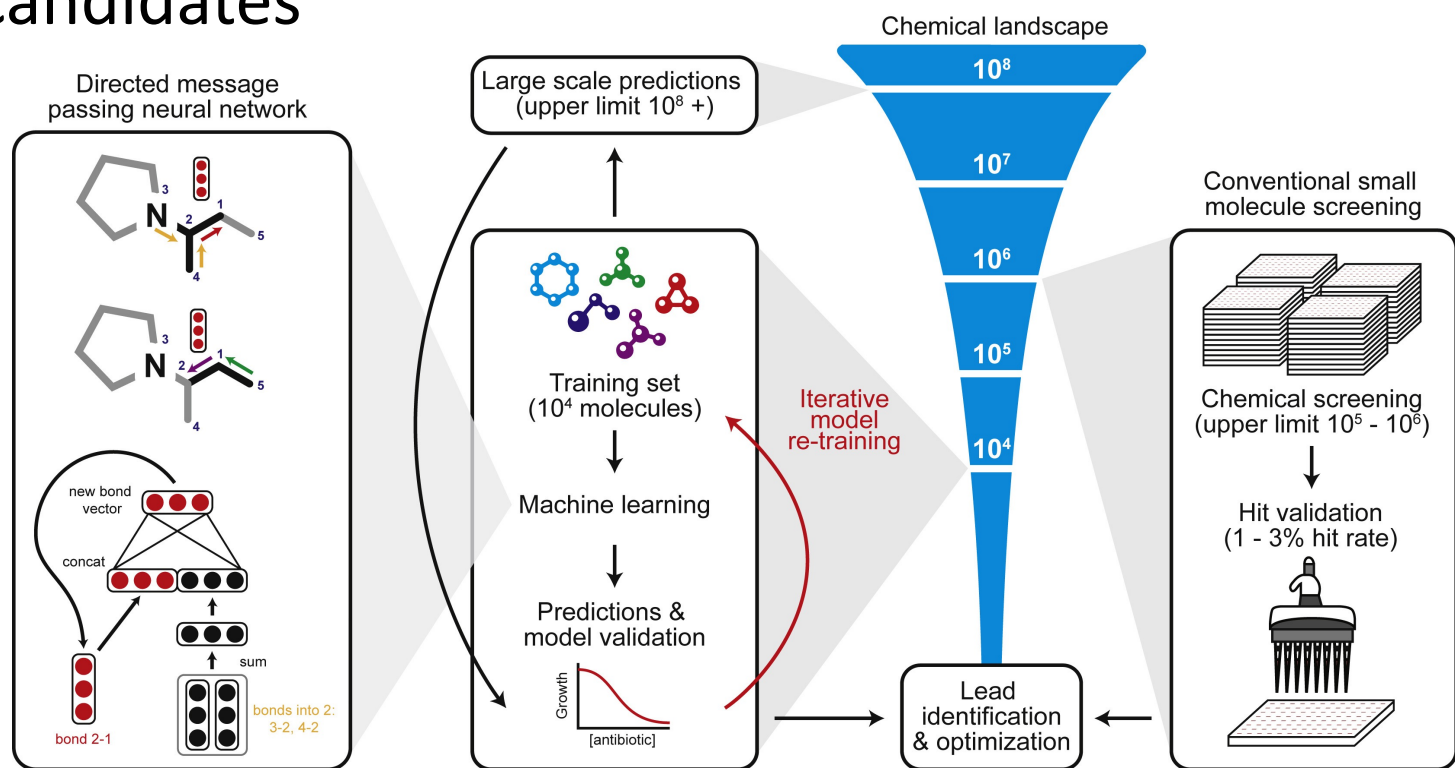 Candidates
Directed message
passing neural network
3
N
2
1
5
4
3
N
2
1
5
4
new bond
vector
concat
sum
bond 2-1
bonds into 2:
3-2, 4-2
Large scale predictions
(upper limit 10⁸ +)
Training set
(10⁴ molecules)
Machine learning
Predictions &
model validation
Growth
[antibiotic]
Iterative
model
re-training
Chemical landscape
10⁸
10⁷
10⁶
10⁵
10⁴
Lead
identification
& optimization
Conventional small
molecule screening
Chemical screening
(upper limit 10⁵ - 10⁶)
Hit validation
(1 - 3% hit rate)